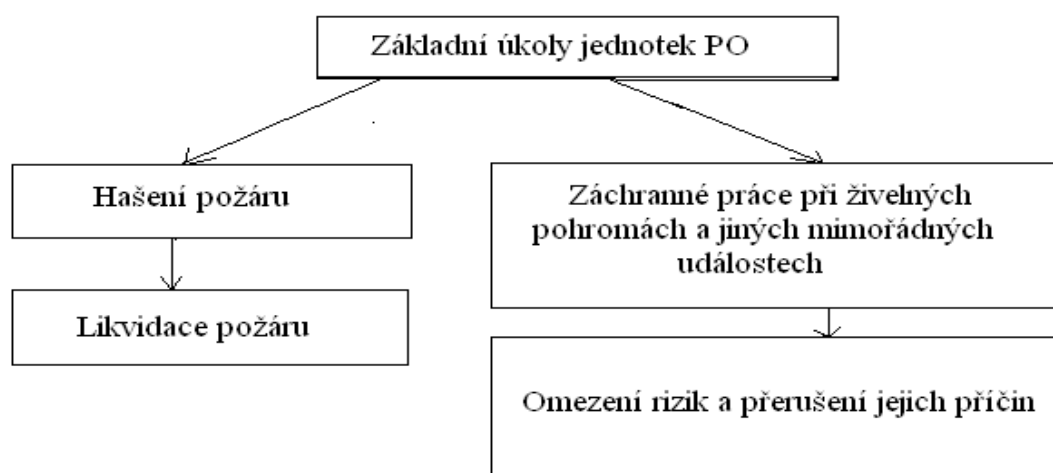 Základní úkoly jednotek PO
Hašení požáru
Záchranné práce při živelných
pohromách a jiných mimořádných
událostech
Likvidace požáru
Omezení rizik a přerušení jejich příčin